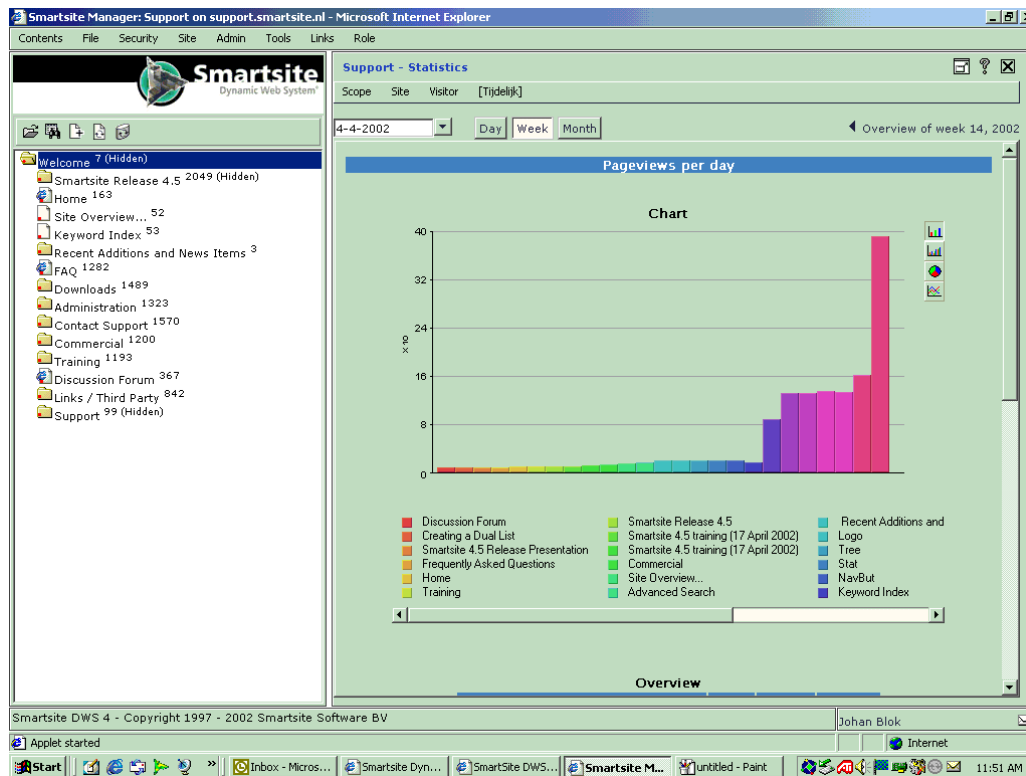 Smartsite Manager: Support on support.smartsite.nl - Microsoft Internet Explorer
Contents File Security Site Admin Tools Links Role
Smartsite
Dynamic Web System
Welcome 7 (Hidden)
Smartsite Release 4.5 2049 (Hidden)
Home 163
Site Overview... 52
Keyword Index 53
Recent Additions and News Items 3
FAQ 1282
Downloads 1489
Administration 1323
Contact Support 1570
Commercial 1200
Training 1193
Discussion Forum 367
Links / Third Party 842
Support 99 (Hidden)
Support - Statistics
Scope Site Visitor [Tijdelijk]
4-4-2002 Day Week Month Overview of week 14, 2002
Pageviews per day
Chart
40
32
24
x 10
16
8
0
Discussion Forum Smartsite Release 4.5 Recent Additions and
Creating a Dual List Smartsite 4.5 training (17 April 2002) Logo
Smartsite 4.5 Release Presentation Smartsite 4.5 training (17 April 2002) Tree
Frequently Asked Questions Commercial Stat
Home Site Overview... NavBut
Training Advanced Search Keyword Index
Overview
Smartsite DWS 4 - Copyright 1997 - 2002 Smartsite Software BV Johan Blok
Applet started Internet
Start Inbox - Micros... Smartsite Dyn... SmartSite DWS... Smartsite M... untitled - Paint 11:51 AM